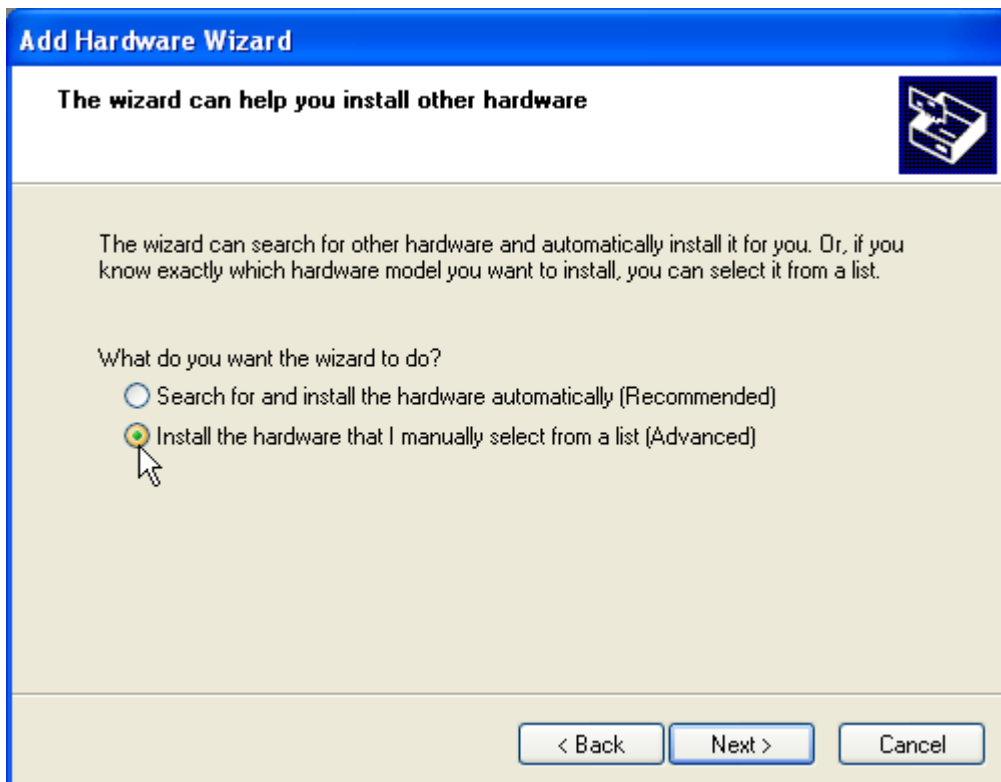 Add Hardware Wizard
The wizard can help you install other hardware
The wizard can search for other hardware and automatically install it for you. Or, if you
know exactly which hardware model you want to install, you can select it from a list.
What do you want the wizard to do?
Search for and install the hardware automatically (Recommended)
Install the hardware that I manually select from a list (Advanced)
< Back
Next >
Cancel